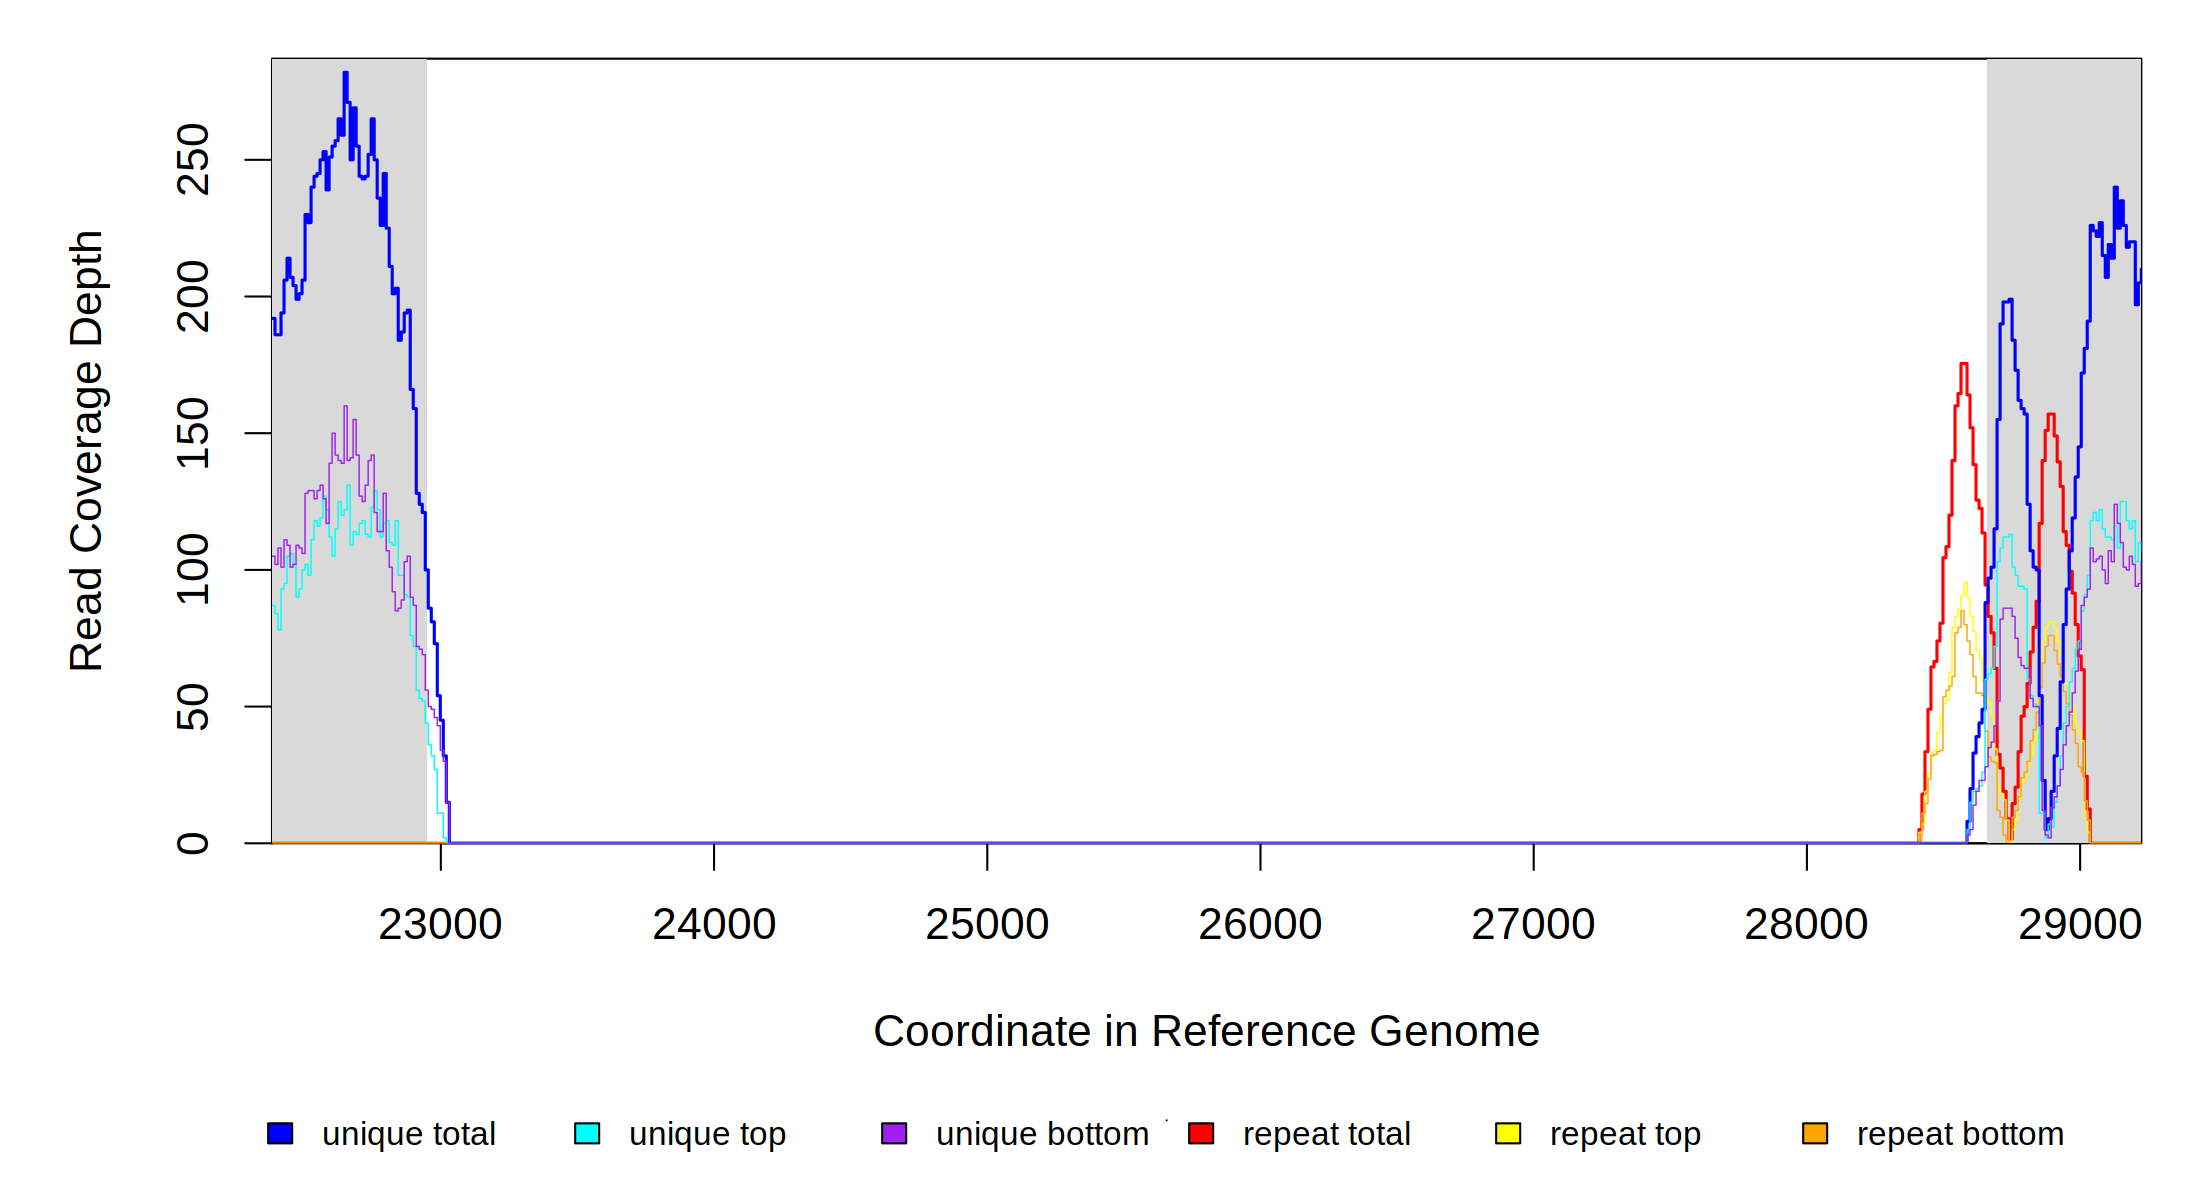 Read Coverage Depth
250
200
150
100
50
0
23000 24000 25000 26000 27000 28000 29000
Coordinate in Reference Genome
unique total unique top unique bottom repeat total repeat top repeat bottom